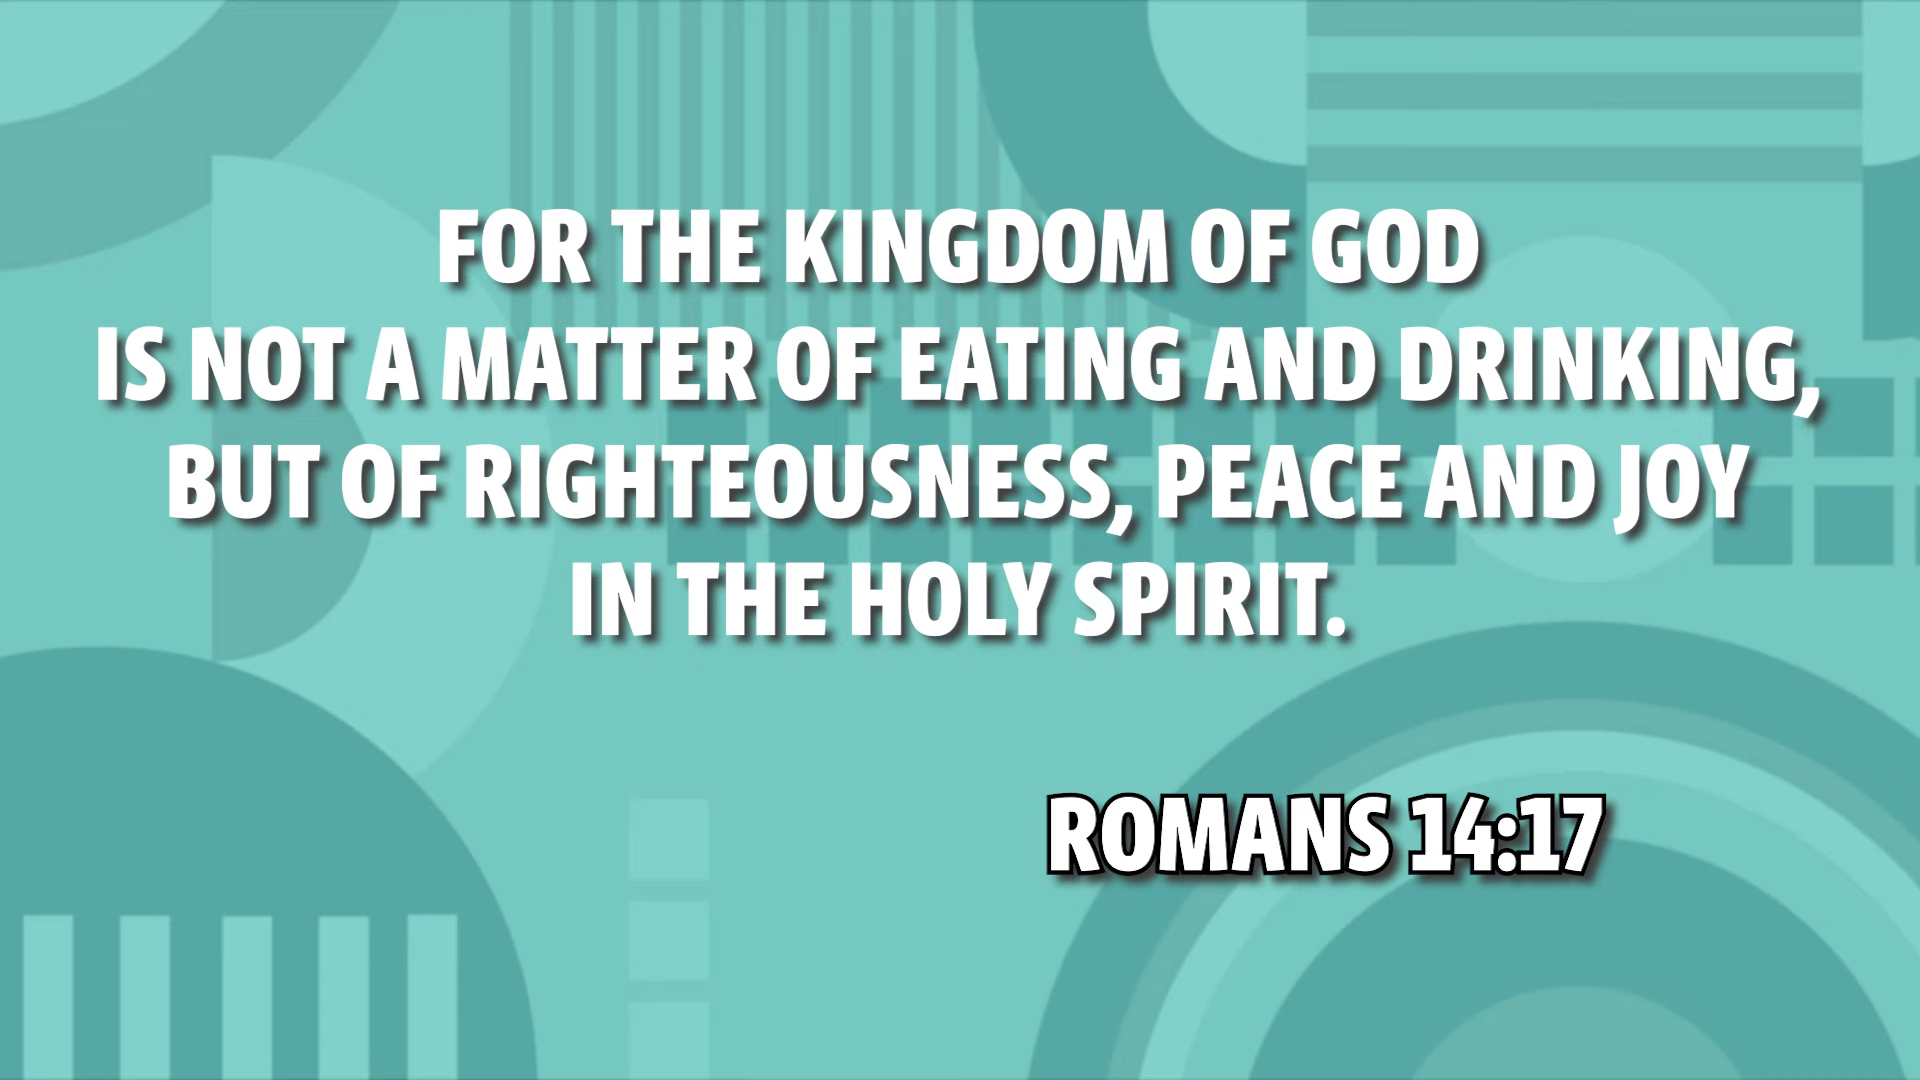 FOR THE KINGDOM OF GOD
IS NOT A MATTER OF EATING AND DRINKING,
BUT OF RIGHTEOUSNESS, PEACE AND JOY
IN THE HOLY SPIRIT.
ROMANS 14:17